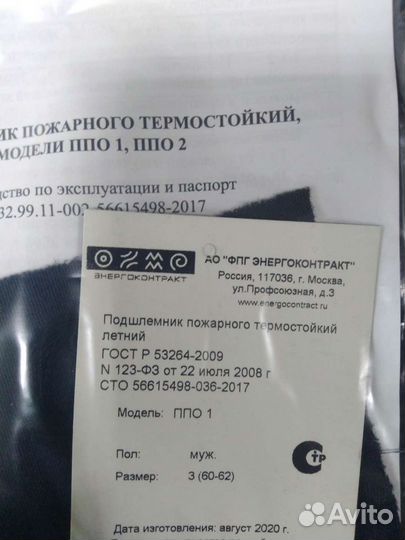 ИК ПОЖАРНОГО ТЕРМОСТОЙКИЙ,
МОДЕЛИ ППО 1, ППО 2
дство по эксплуатации и паспорт
32.99.11-002 56615498-2017
ЭНЕРГОКОНТРАКТ
АО "ФПГ ЭНЕРГОКОНТРАКТ"
Россия, 117036, г. Москва,
ул.Профсоюзная, д.3
www.energocontract.ru
Подшлемник пожарного термостойкий
летний
ГОСТ Р 53264-2009
N 123-ФЗ от 22 июля 2008 г
СТО 56615498-036-2017
Модель: ППО 1
Пол: муж.
Размер: 3 (60-62)
Дата изготовления: август 2020 г.
Avito